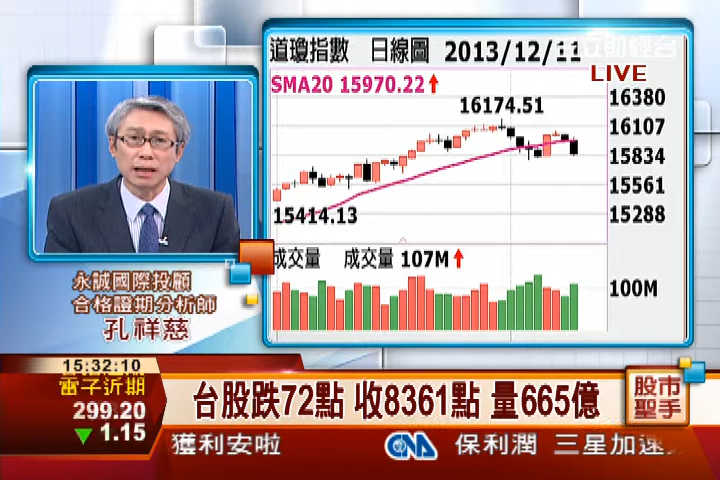 道瓊指數 日線圖 2013/12/11
LIVE
SMA20 15970.22
16174.51
15414.13
16380
16107
15834
15561
15288
成交量 成交量 107M
100M
永誠國際投顧
合格證期分析師
孔祥慈
15:32:10
電子近期
299.20
▼ 1.15
台股跌72點 收8361點 量665億
股市
聖手
獲利安啦 CNA 保利潤 三星加速